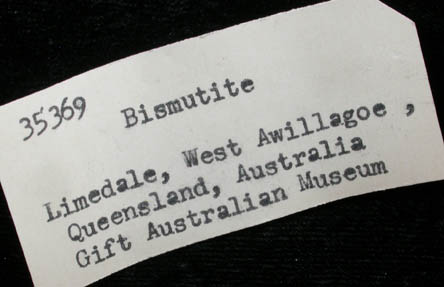 35369 Bismutite
Limedale, West Awillagoe ,
Queensland, Australia
Gift Australian Museum